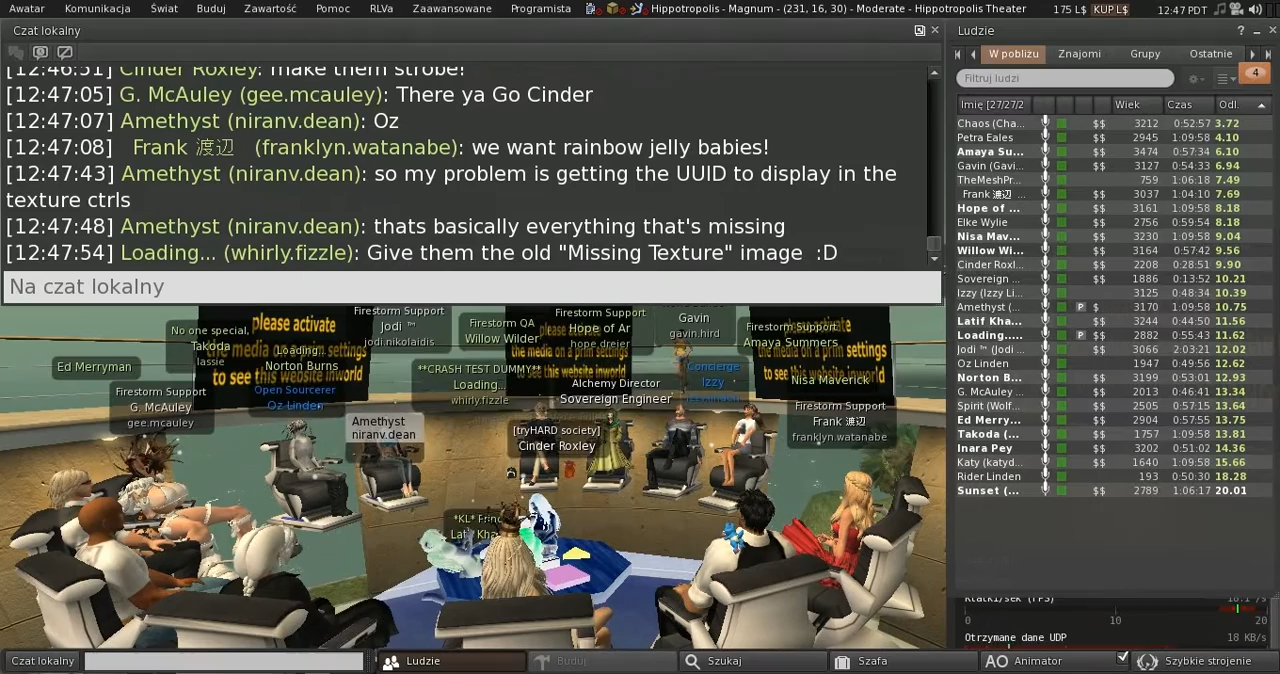 Awatar Komunikacja Świat Buduj Zawartość Pomoc RLVa Zaawansowane Programista Hippotropolis - Magnum - (231, 16, 30) - Moderate - Hippotropolis Theater 175 L$ KUP L$ 12:47 PDT
Czat lokalny
[12:46:51] Cinder Roxley: make them strobe!
[12:47:05] G. McAuley (gee.mcauley): There ya Go Cinder
[12:47:07] Amethyst (niranv.dean): Oz
[12:47:08] Frank 渡辺 (franklyn.watanabe): we want rainbow jelly babies!
[12:47:43] Amethyst (niranv.dean): so my problem is getting the UUID to display in the
texture ctrls
[12:47:48] Amethyst (niranv.dean): thats basically everything that's missing
[12:47:54] Loading... (whirly.fizzle): Give them the old "Missing Texture" image :D
Na czat lokalny
No one special,
Takoda
lassie
please activate
the media on a prim settings
to see this website inworld
Loading...
Norton Burns
Open Sourcerer
Oz Linden
Firestorm Support
Jodi ™
jodi.nikolaidis
Firestorm QA
Willow Wilder
Firestorm Support
Hope of Ar
hope.dreier
please activate
the media on a prim settings
to see this website inworld
Gavin
gavin.hird
Firestorm Support
Amaya Summers
Nisa Maverick
Ed Merryman
Firestorm Support
G. McAuley
gee.mcauley
Amethyst
niranv.dean
**CRASH TEST DUMMY**
Loading...
whirly.fizzle
Alchemy Director
Sovereign Engineer
Concierge
Izzy
[tryHARD society]
Cinder Roxley
Firestorm Support
Frank 渡辺
franklyn.watanabe
Ludzie
W pobliżu Znajomi Grupy Ostatnie
Filtruj ludzi
4
Imię [27/27/2 Wiek Czas Odl.
Chaos (Cha... $$ 3212 0:52:57 3.72
Petra Eales $$ 2945 1:09:58 4.10
Amaya Su... $$ 3474 0:57:34 6.10
Gavin (Gavi... $$ 3127 0:54:33 6.94
TheMeshPr... 759 1:06:18 7.49
Frank 渡辺 ... $$ 3037 1:04:10 7.69
Hope of ... $$ 3161 1:09:58 8.18
Elke Wylie $$ 2756 0:59:54 8.18
Nisa Mav... $$ 3230 1:09:58 9.04
Willow Wi... $$ 3164 0:57:42 9.56
Cinder Roxl... $$ 2208 0:28:51 9.90
Sovereign ... $$ 1886 0:13:52 10.21
Izzy (Izzy Li... 3125 0:48:34 10.39
Amethyst (... P $ 3170 1:09:58 10.75
Latif Kha... $$ 3244 0:44:50 11.56
Loading..... P $$ 2882 0:55:43 11.62
Jodi ™ (Jodi ... $$ 3066 2:03:21 12.02
Oz Linden $$ 1947 0:49:56 12.62
Norton B... $$ 3199 0:53:01 12.93
G. McAuley ... $$ 2013 0:46:41 13.34
Spirit (Wolf... $$ 2505 0:57:15 13.64
Ed Merry... $$ 2904 0:57:55 13.75
Takoda (... $$ 1757 1:09:58 13.81
Inara Pey $$ 3202 0:51:02 14.36
Katy (katyd... $$ 1640 1:09:58 15.66
Rider Linden 193 0:50:30 18.28
Sunset (... $$ 2789 1:06:17 20.01
Klatki/sek (FPS)
0 10 20
Otrzymane dane UDP 18 KB/s
Czat lokalny Ludzie Buduj Szukaj Szafa AO Animator Szybkie strojenie